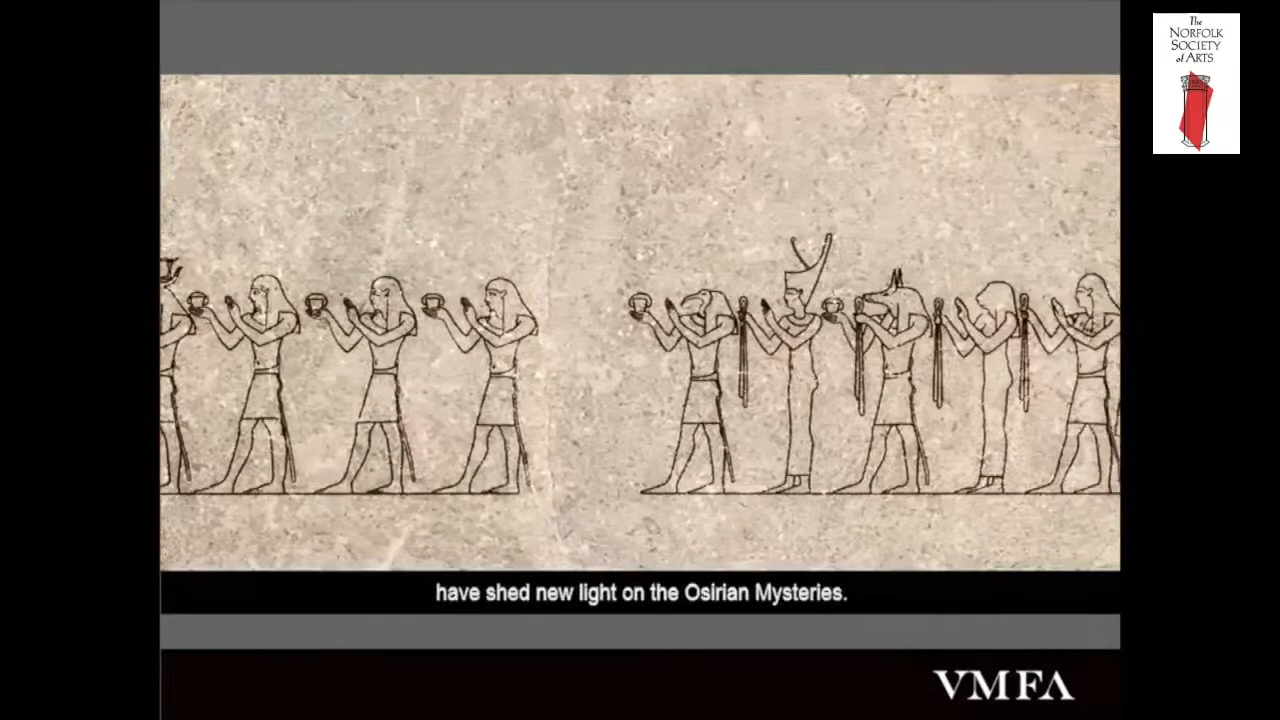 The
NORFOLK
SOCIETY
of ARTS
have shed new light on the Osirian Mysteries.
VMFA